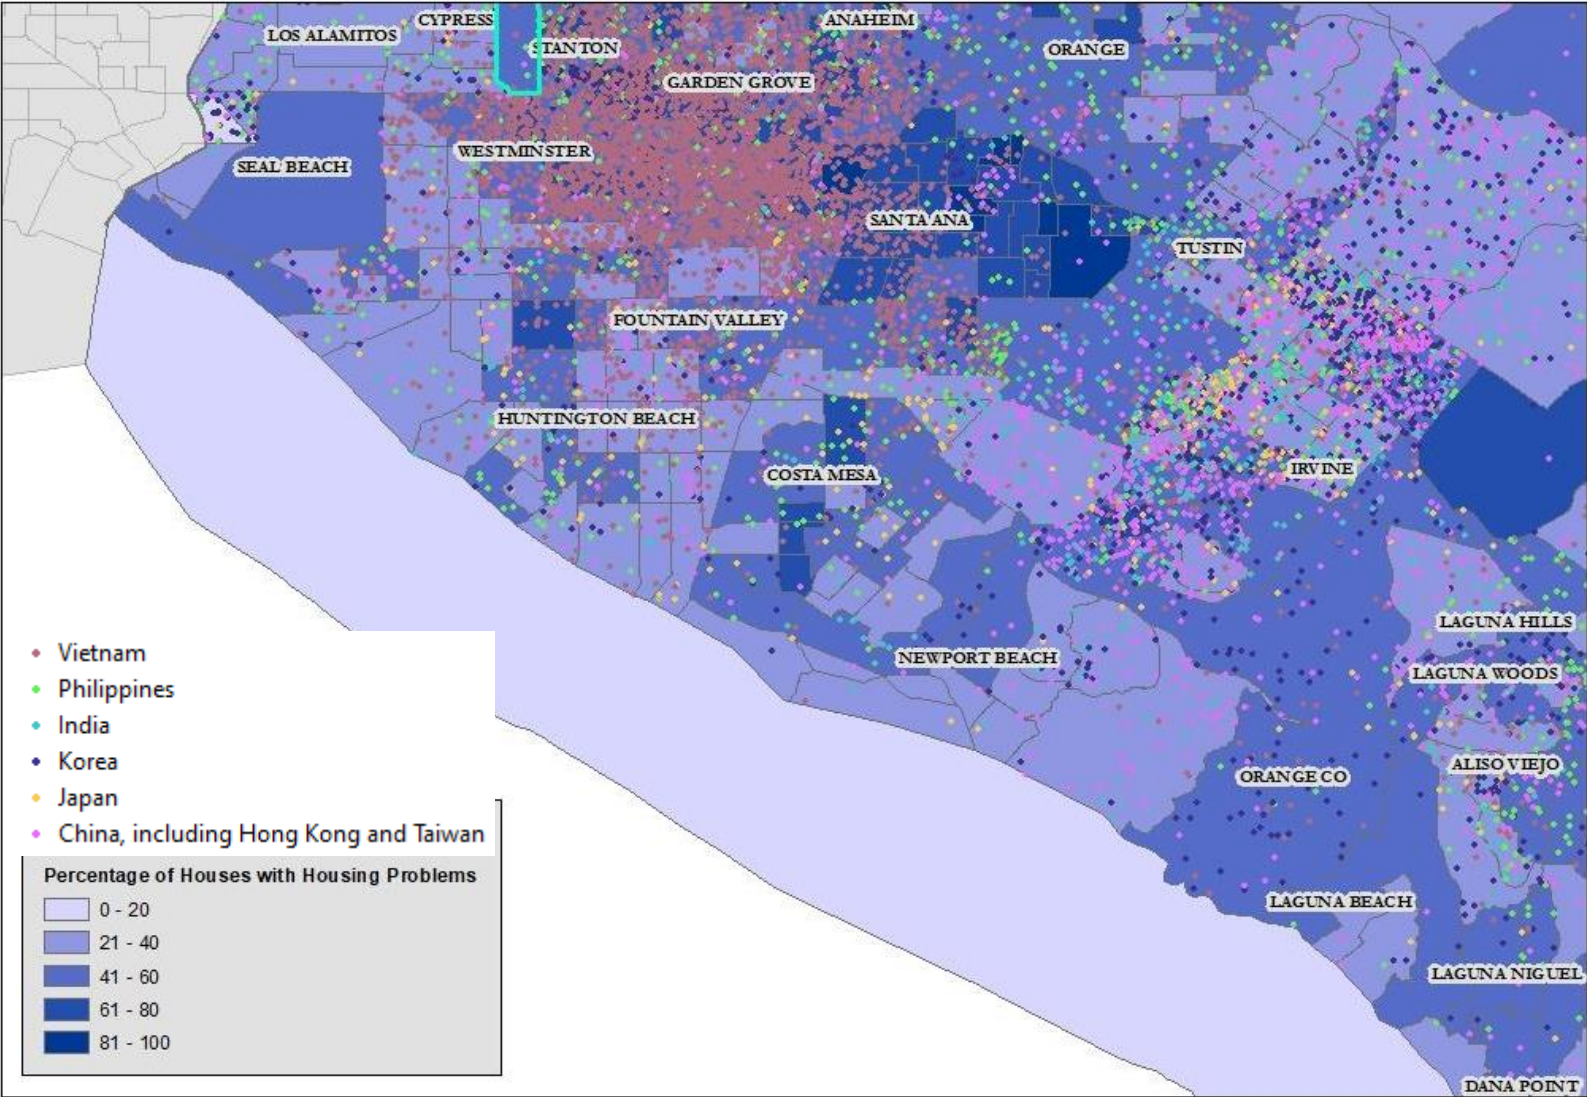 CYPRESS
ANAHEIM
LOS ALAMITOS
STANTON
ORANGE
GARDEN GROVE
WESTMINSTER
SEAL BEACH
SANTA ANA
TUSTIN
FOUNTAIN VALLEY
HUNTINGTON BEACH
IRVINE
COSTA MESA
LAGUNA HILLS
NEWPORT BEACH
LAGUNA WOODS
ALISO VIEJO
ORANGE CO
LAGUNA BEACH
LAGUNA NIGUEL
DANA POINT
Vietnam
Philippines
India
Korea
Japan
China, including Hong Kong and Taiwan
Percentage of Houses with Housing Problems
0 - 20
21 - 40
41 - 60
61 - 80
81 - 100